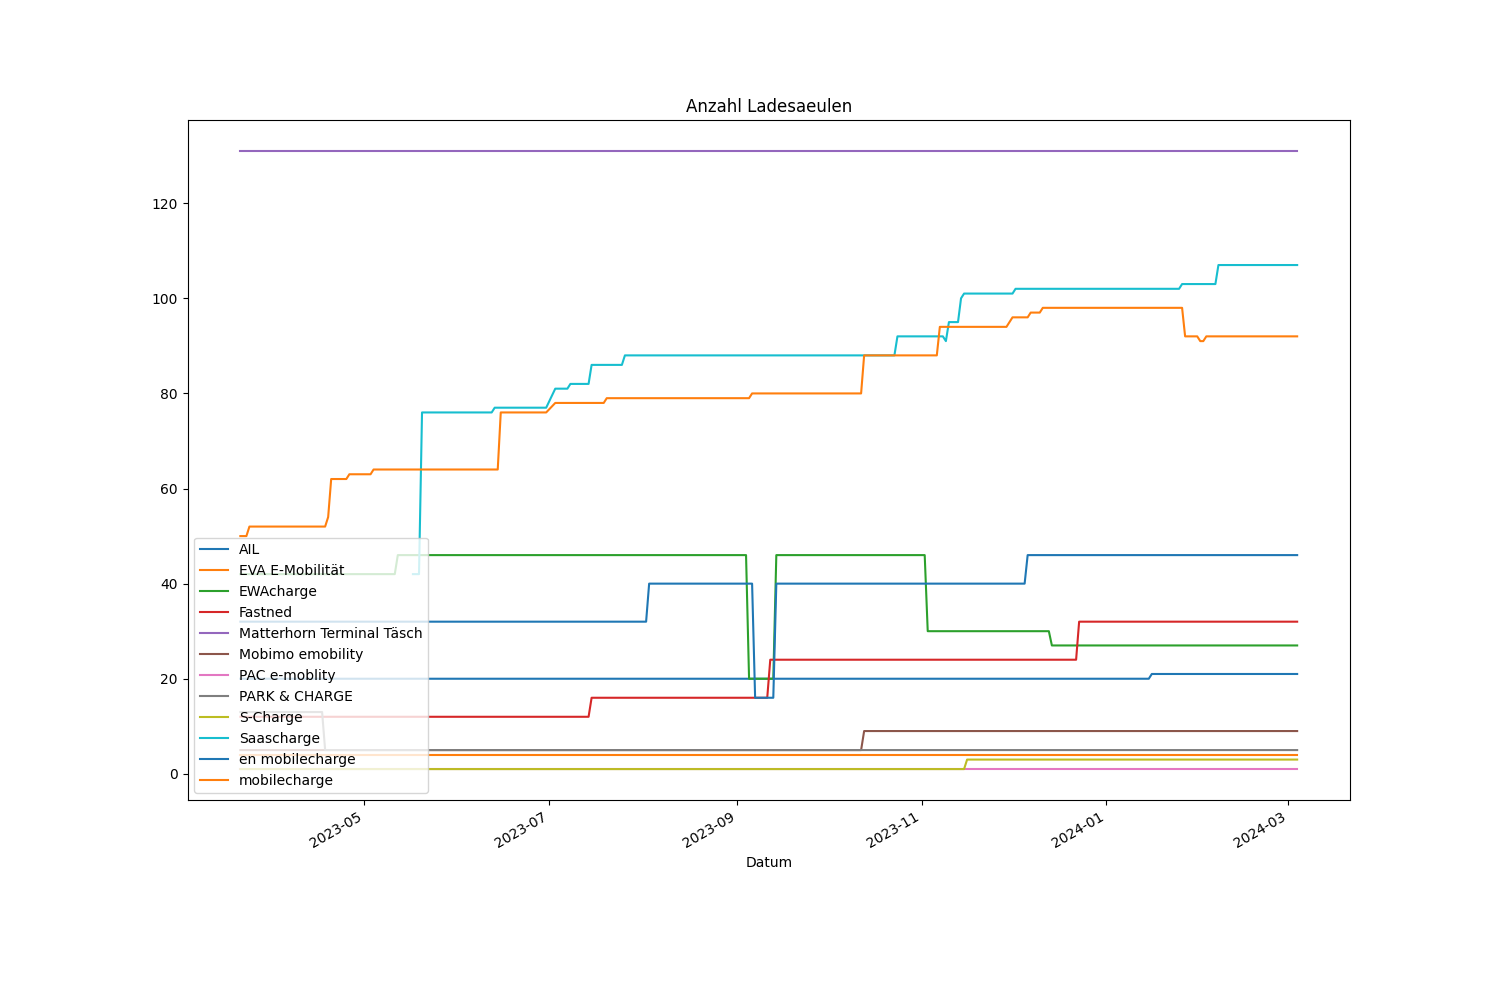 Anzahl Ladesaeulen
120
100
80
60
40
20
0
AIL
EVA E-Mobilität
EWAcharge
Fastned
Matterhorn Terminal Täsch
Mobimo emobility
PAC e-moblity
PARK & CHARGE
S-Charge
Saascharge
en mobilecharge
mobilecharge
2023-05
2023-07
2023-09
2023-11
2024-01
2024-03
Datum